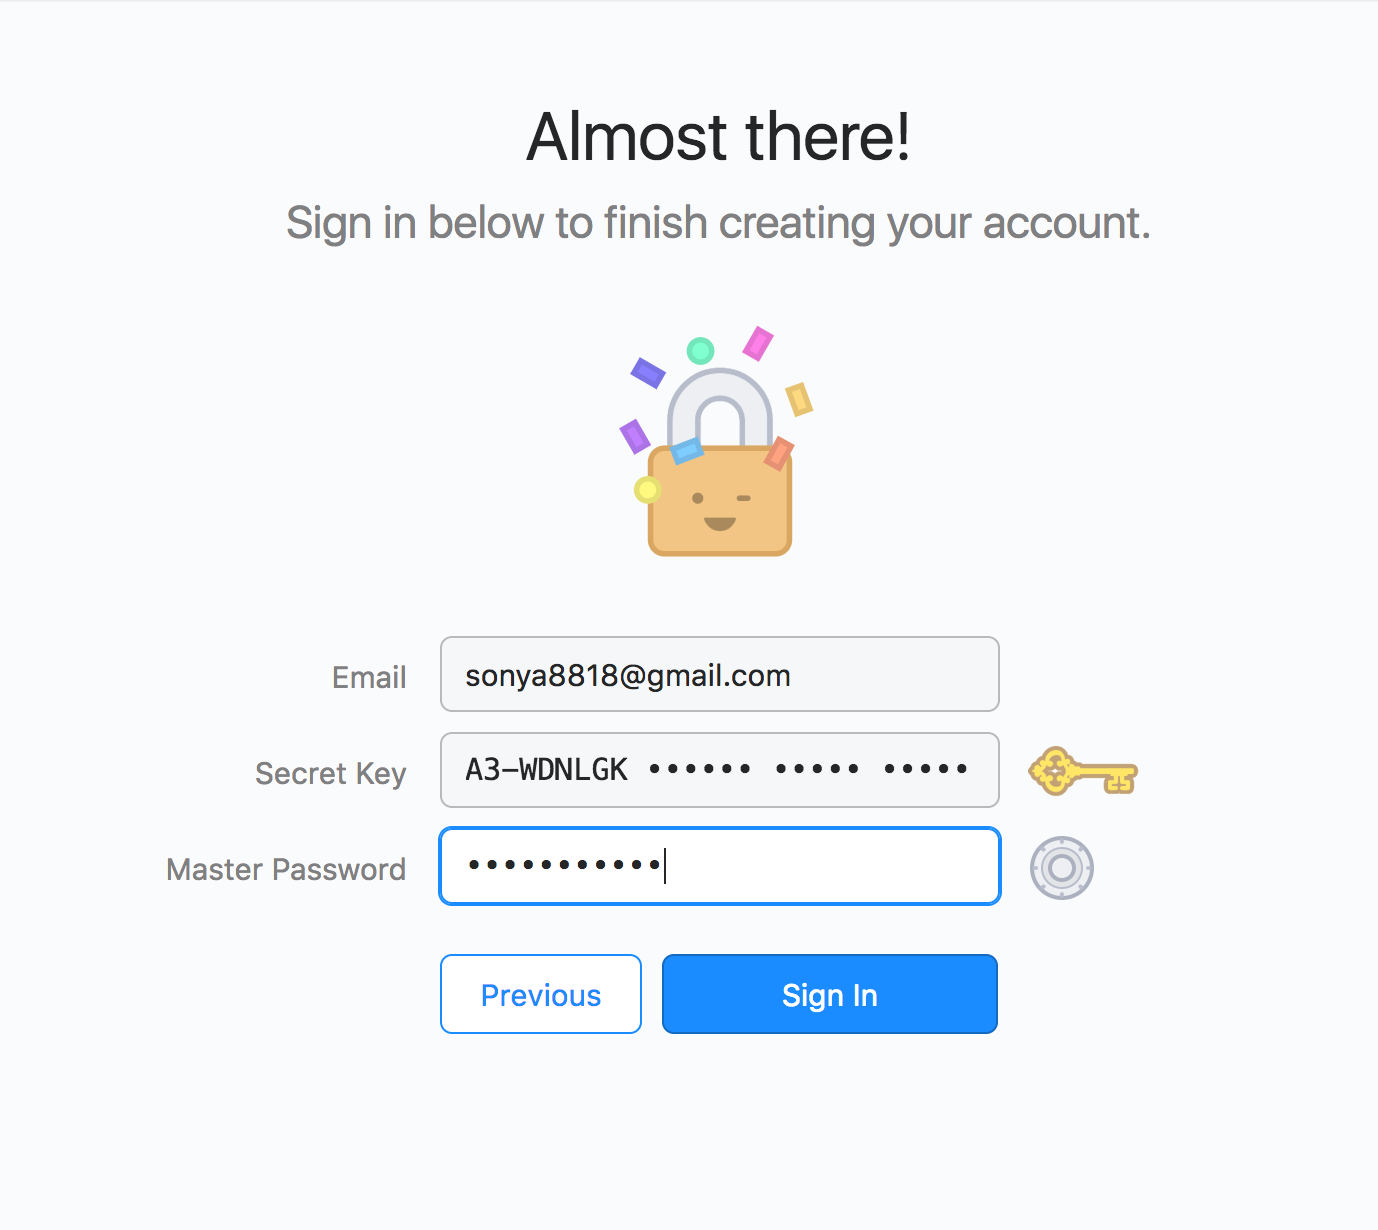 Almost there!
Sign in below to finish creating your account.
Email
sonya8818@gmail.com
Secret Key
A3–WDNLGK •••••• ••••• •••••
Master Password
•••••••••••
Previous
Sign In